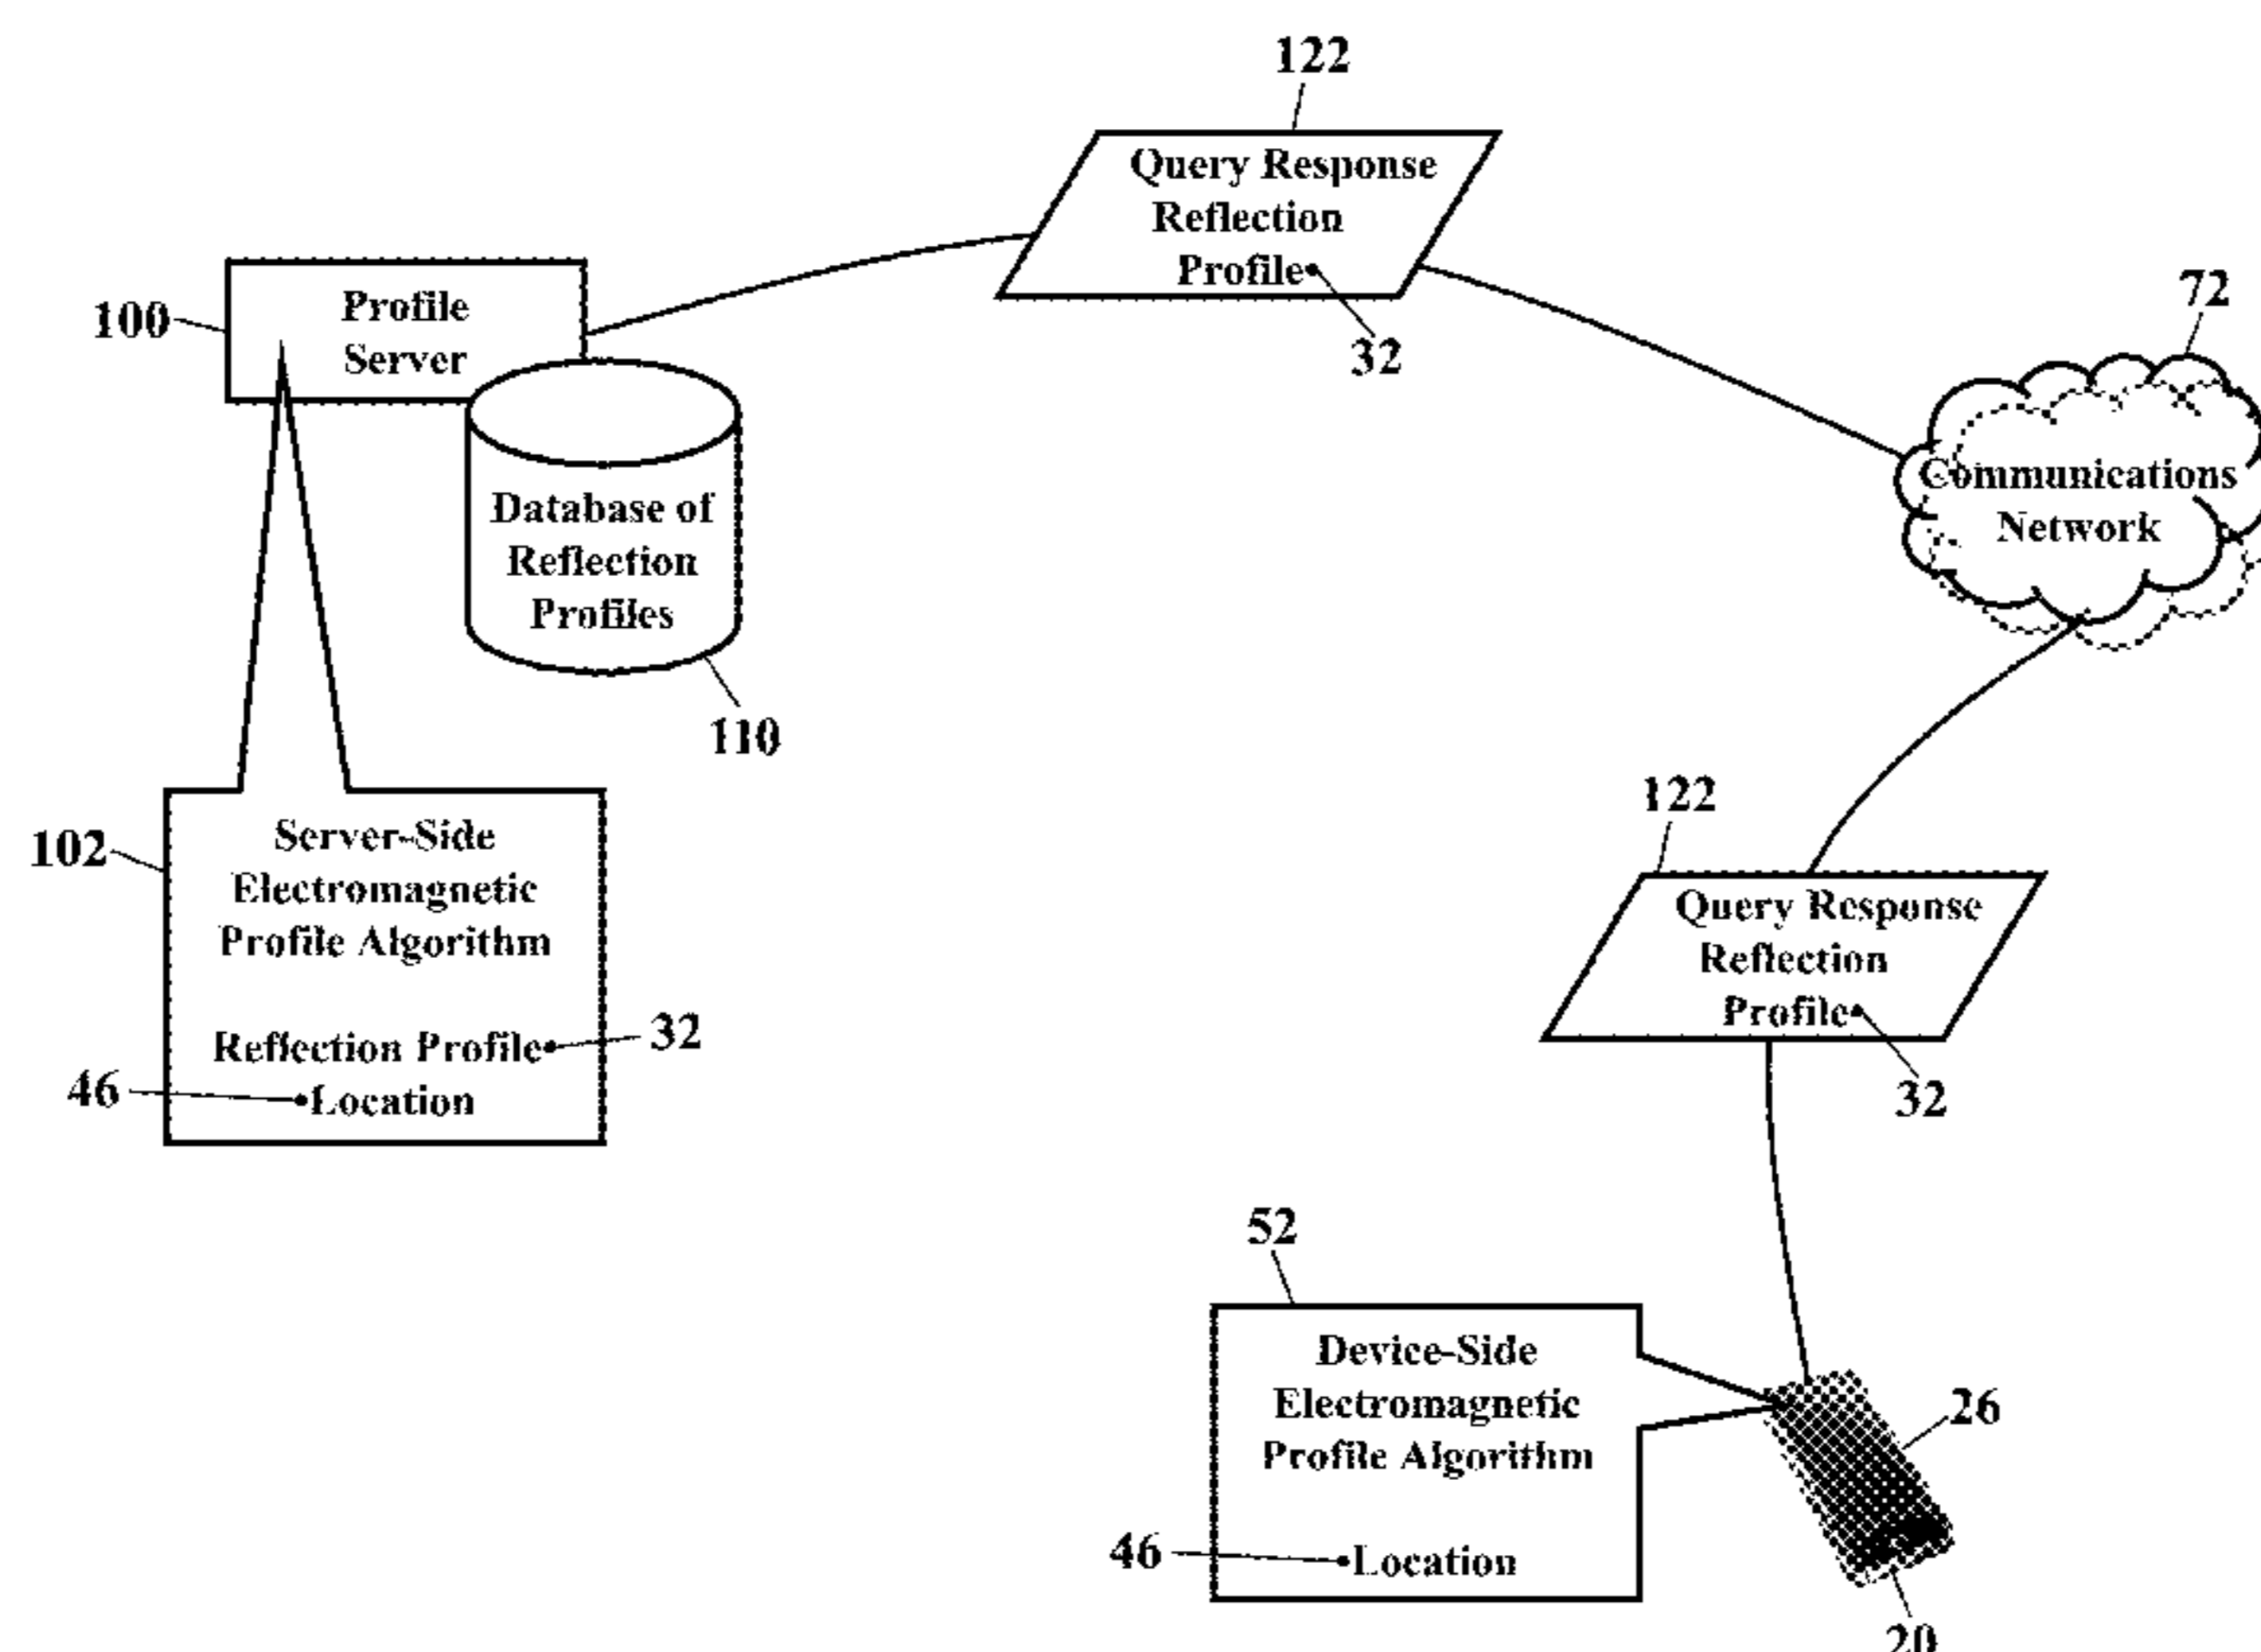 122
Query Response
Reflection
Profile
32
100
Profile
Server
72
Communications
Network
Database of
Reflection
Profiles
110
102
Server-Side
Electromagnetic
Profile Algorithm
Reflection Profile
32
46
Location
122
Query Response
Reflection
Profile
32
52
Device-Side
Electromagnetic
Profile Algorithm
46
Location
26
20